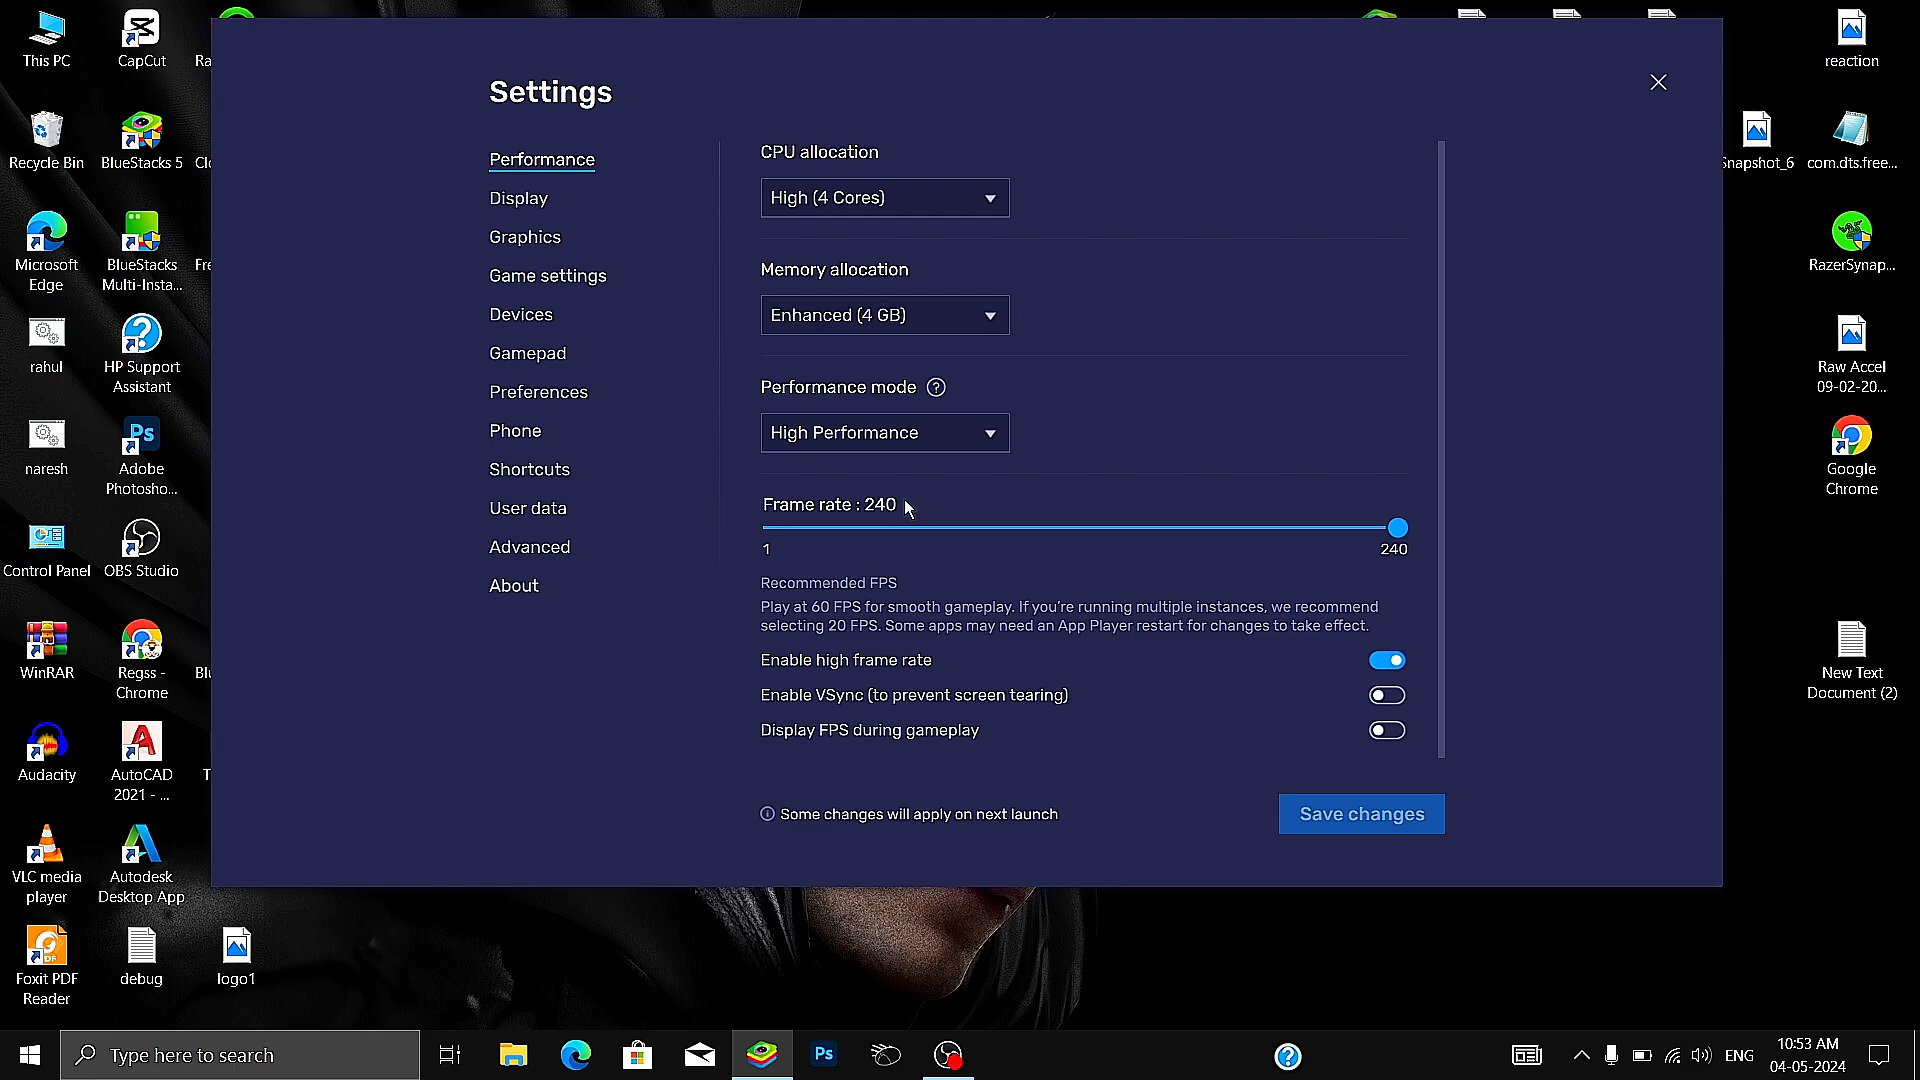 This PC
CapCut
Ra
Recycle Bin
BlueStacks 5
Clo
Microsoft
Edge
BlueStacks
Multi-Insta...
Fre
rahul
HP Support
Assistant
naresh
Adobe
Photosho...
Control Panel
OBS Studio
WinRAR
Regss -
Chrome
Blu
Audacity
AutoCAD
2021 - ...
T
VLC media
player
Autodesk
Desktop App
Foxit PDF
Reader
debug
logo1
Settings
Performance
Display
Graphics
Game settings
Devices
Gamepad
Preferences
Phone
Shortcuts
User data
Advanced
About
CPU allocation
High (4 Cores)
Memory allocation
Enhanced (4 GB)
Performance mode
High Performance
Frame rate : 240
1
240
Recommended FPS
Play at 60 FPS for smooth gameplay. If you’re running multiple instances, we recommend
selecting 20 FPS. Some apps may need an App Player restart for changes to take effect.
Enable high frame rate
Enable VSync (to prevent screen tearing)
Display FPS during gameplay
Some changes will apply on next launch
Save changes
reaction
Snapshot_6
com.dts.free...
RazerSynap...
Raw Accel
09-02-20...
Google
Chrome
New Text
Document (2)
Type here to search
Ps
ENG
10:53 AM
04-05-2024